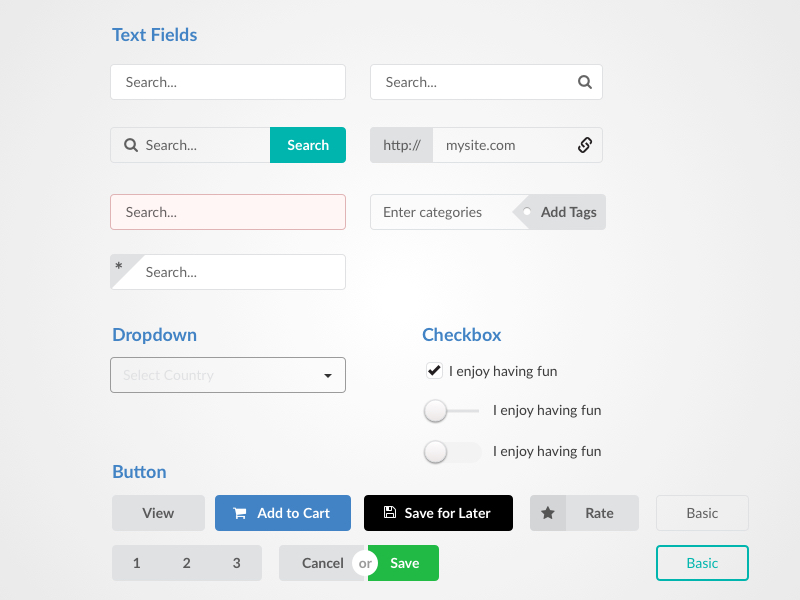 Text Fields
Search...
Search...
Search...
Search
http://
mysite.com
Search...
Enter categories
Add Tags
*
Search...
Dropdown
Checkbox
Select Country
I enjoy having fun
I enjoy having fun
I enjoy having fun
Button
View
Add to Cart
Save for Later
Rate
Basic
1 2 3
Cancel or Save
Basic